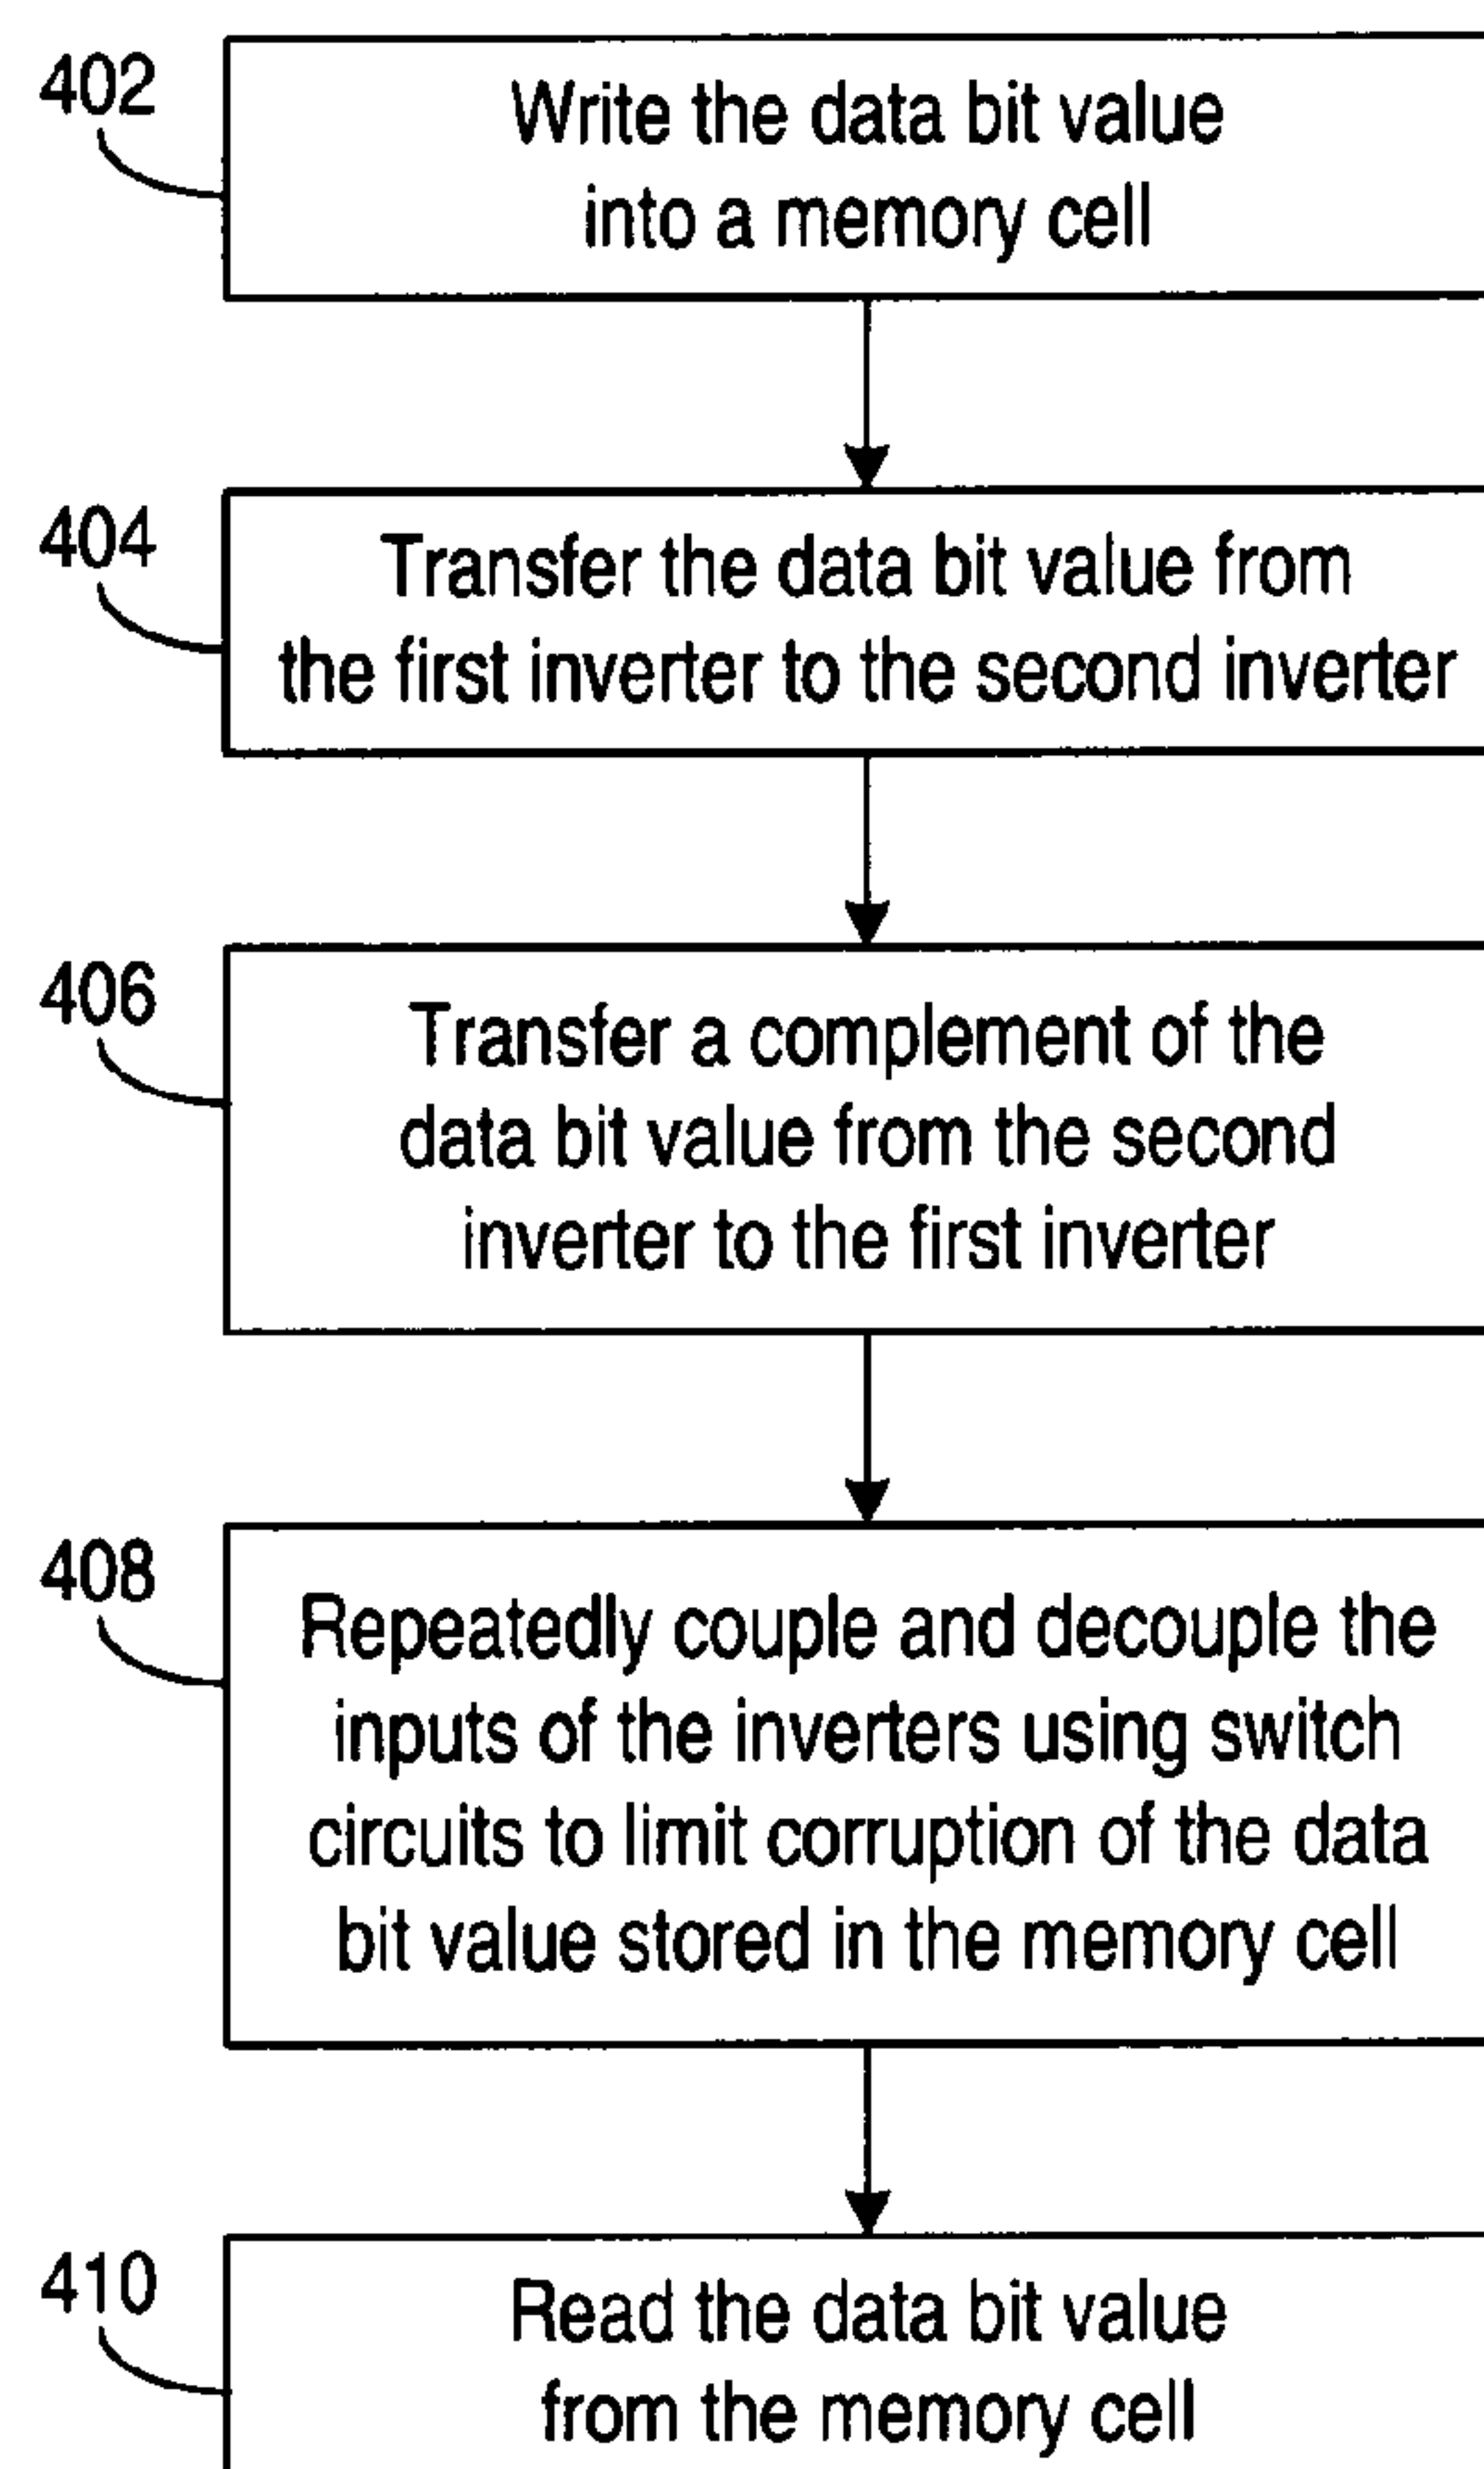 402
Write the data bit value
into a memory cell
404
Transfer the data bit value from
the first inverter to the second inverter
406
Transfer a complement of the
data bit value from the second
inverter to the first inverter
408
Repeatedly couple and decouple the
inputs of the inverters using switch
circuits to limit corruption of the data
bit value stored in the memory cell
410
Read the data bit value
from the memory cell